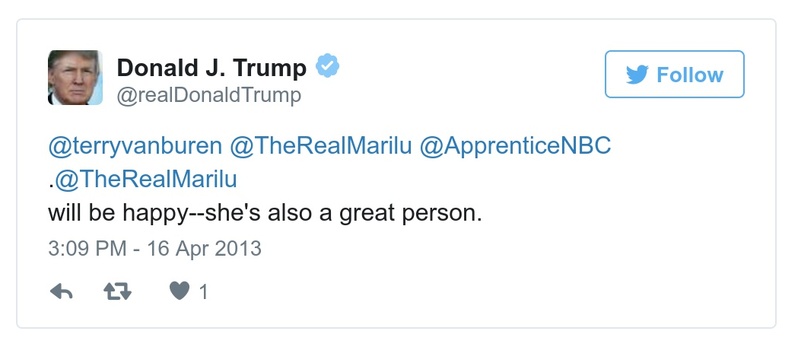 Donald J. Trump
@realDonaldTrump
Follow
@terryvanburen @TheRealMarilu @ApprenticeNBC
.@TheRealMarilu
will be happy--she's also a great person.
3:09 PM - 16 Apr 2013
1